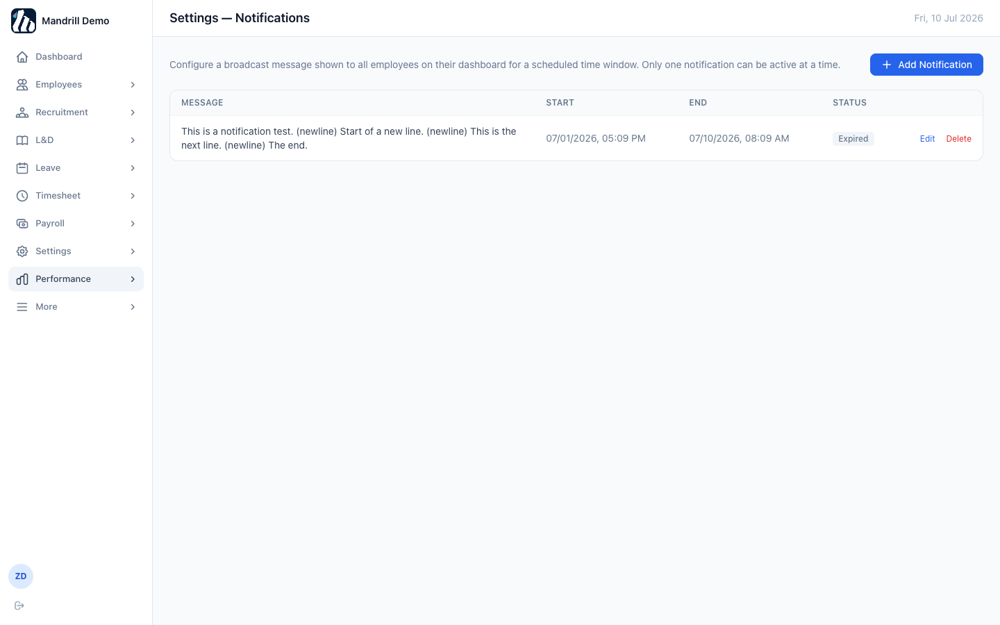 Mandrill Demo
Dashboard
Employees
Recruitment
L&D
Leave
Timesheet
Payroll
Settings
Performance
More
ZD
Settings — Notifications
Fri, 10 Jul 2026
Configure a broadcast message shown to all employees on their dashboard for a scheduled time window. Only one notification can be active at a time.
Add Notification
MESSAGE START END STATUS
This is a notification test. (newline) Start of a new line. (newline) This is the
next line. (newline) The end.
07/01/2026, 05:09 PM
07/10/2026, 08:09 AM
Expired
Edit
Delete